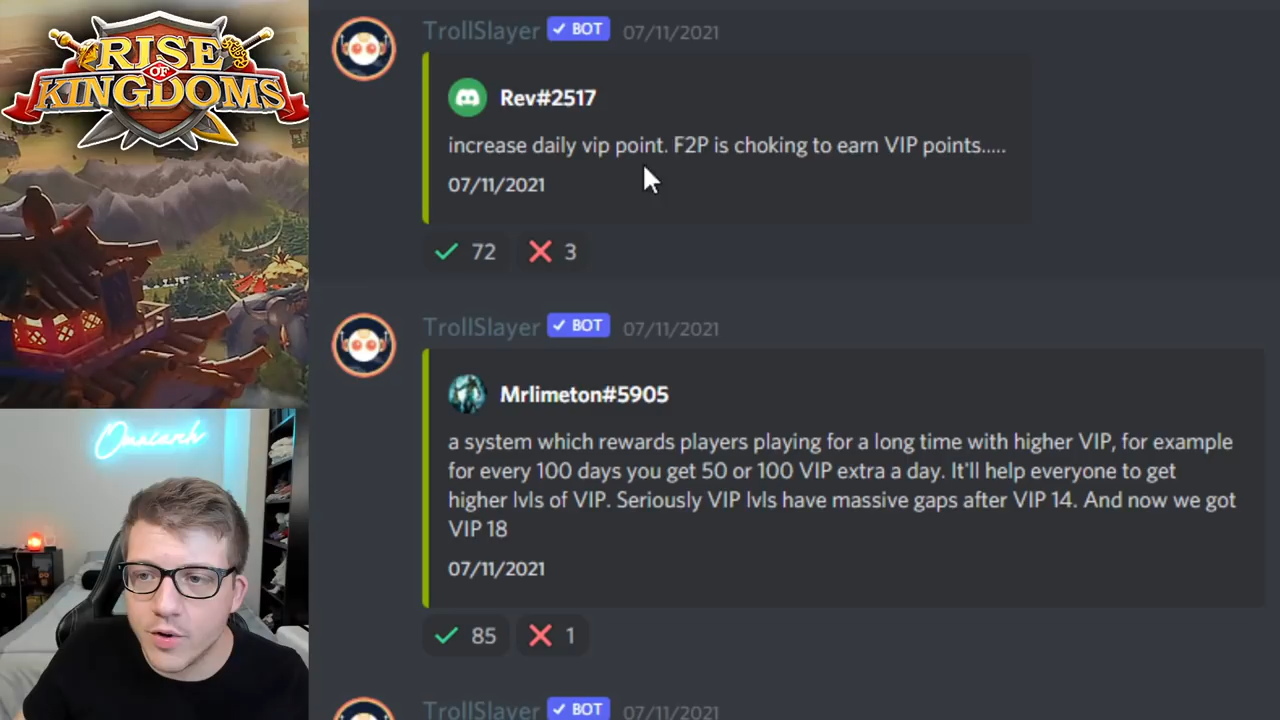 RISE
OF
KINGDOMS
TrollSlayer ✓ BOT 07/11/2021
Rev#2517
increase daily vip point. F2P is choking to earn VIP points.....
07/11/2021
72 3
TrollSlayer ✓ BOT 07/11/2021
Mrlimeton#5905
a system which rewards players playing for a long time with higher VIP, for example
for every 100 days you get 50 or 100 VIP extra a day. It'll help everyone to get
higher lvls of VIP. Seriously VIP lvls have massive gaps after VIP 14. And now we got
VIP 18
07/11/2021
85 1
TrollSlayer ✓ BOT 07/11/2021